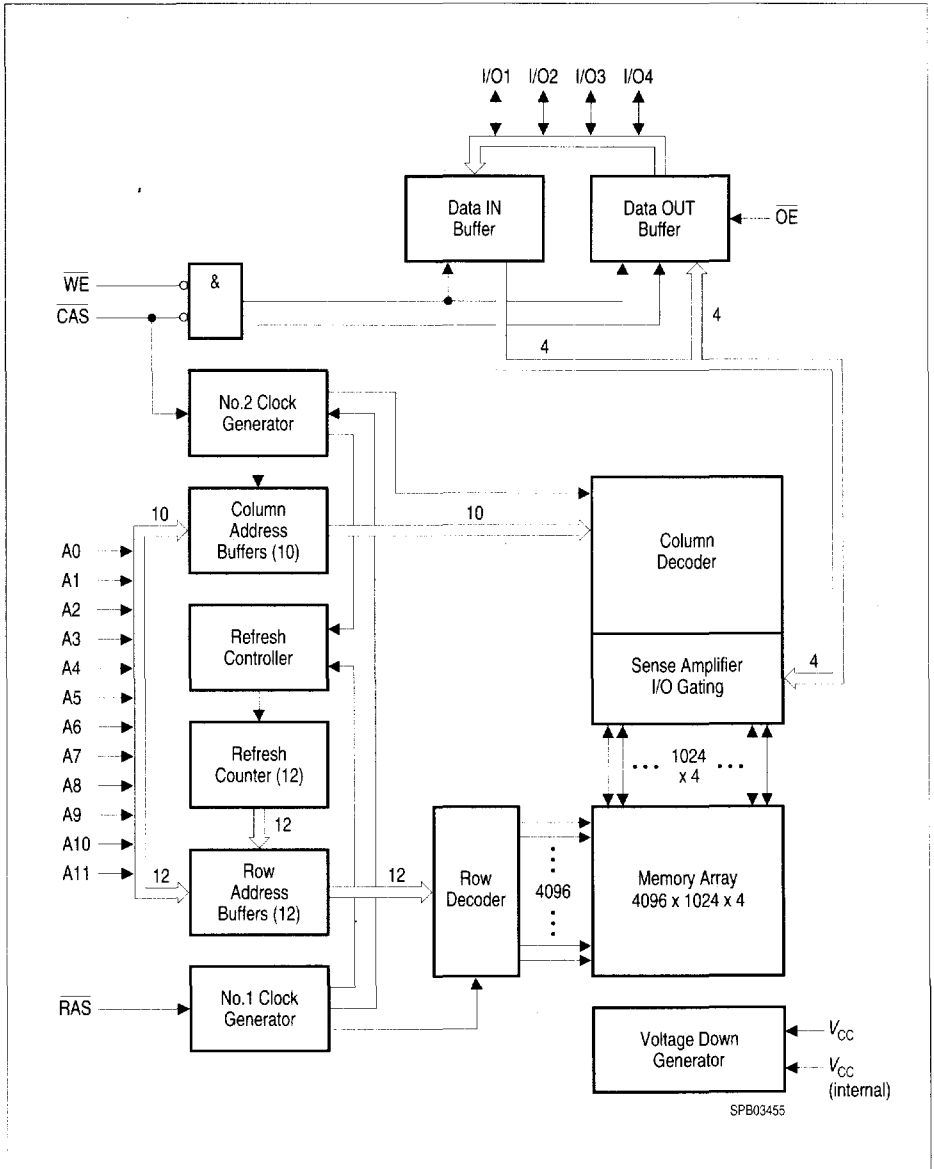 I/O1 I/O2 I/O3 I/O4
Data IN
Buffer
Data OUT
Buffer
OE
WE
CAS
&
4
4
No.2 Clock
Generator
10
Column
Address
Buffers (10)
10
Column
Decoder
A0
A1
A2
A3
A4
A5
A6
A7
A8
A9
A10
A11
Refresh
Controller
Sense Amplifier
I/O Gating
4
Refresh
Counter (12)
1024
x 4
12
12
Row
Address
Buffers (12)
12
Row
Decoder
4096
Memory Array
4096 x 1024 x 4
RAS
No.1 Clock
Generator
Voltage Down
Generator
VCC
VCC
(internal)
SPB03455